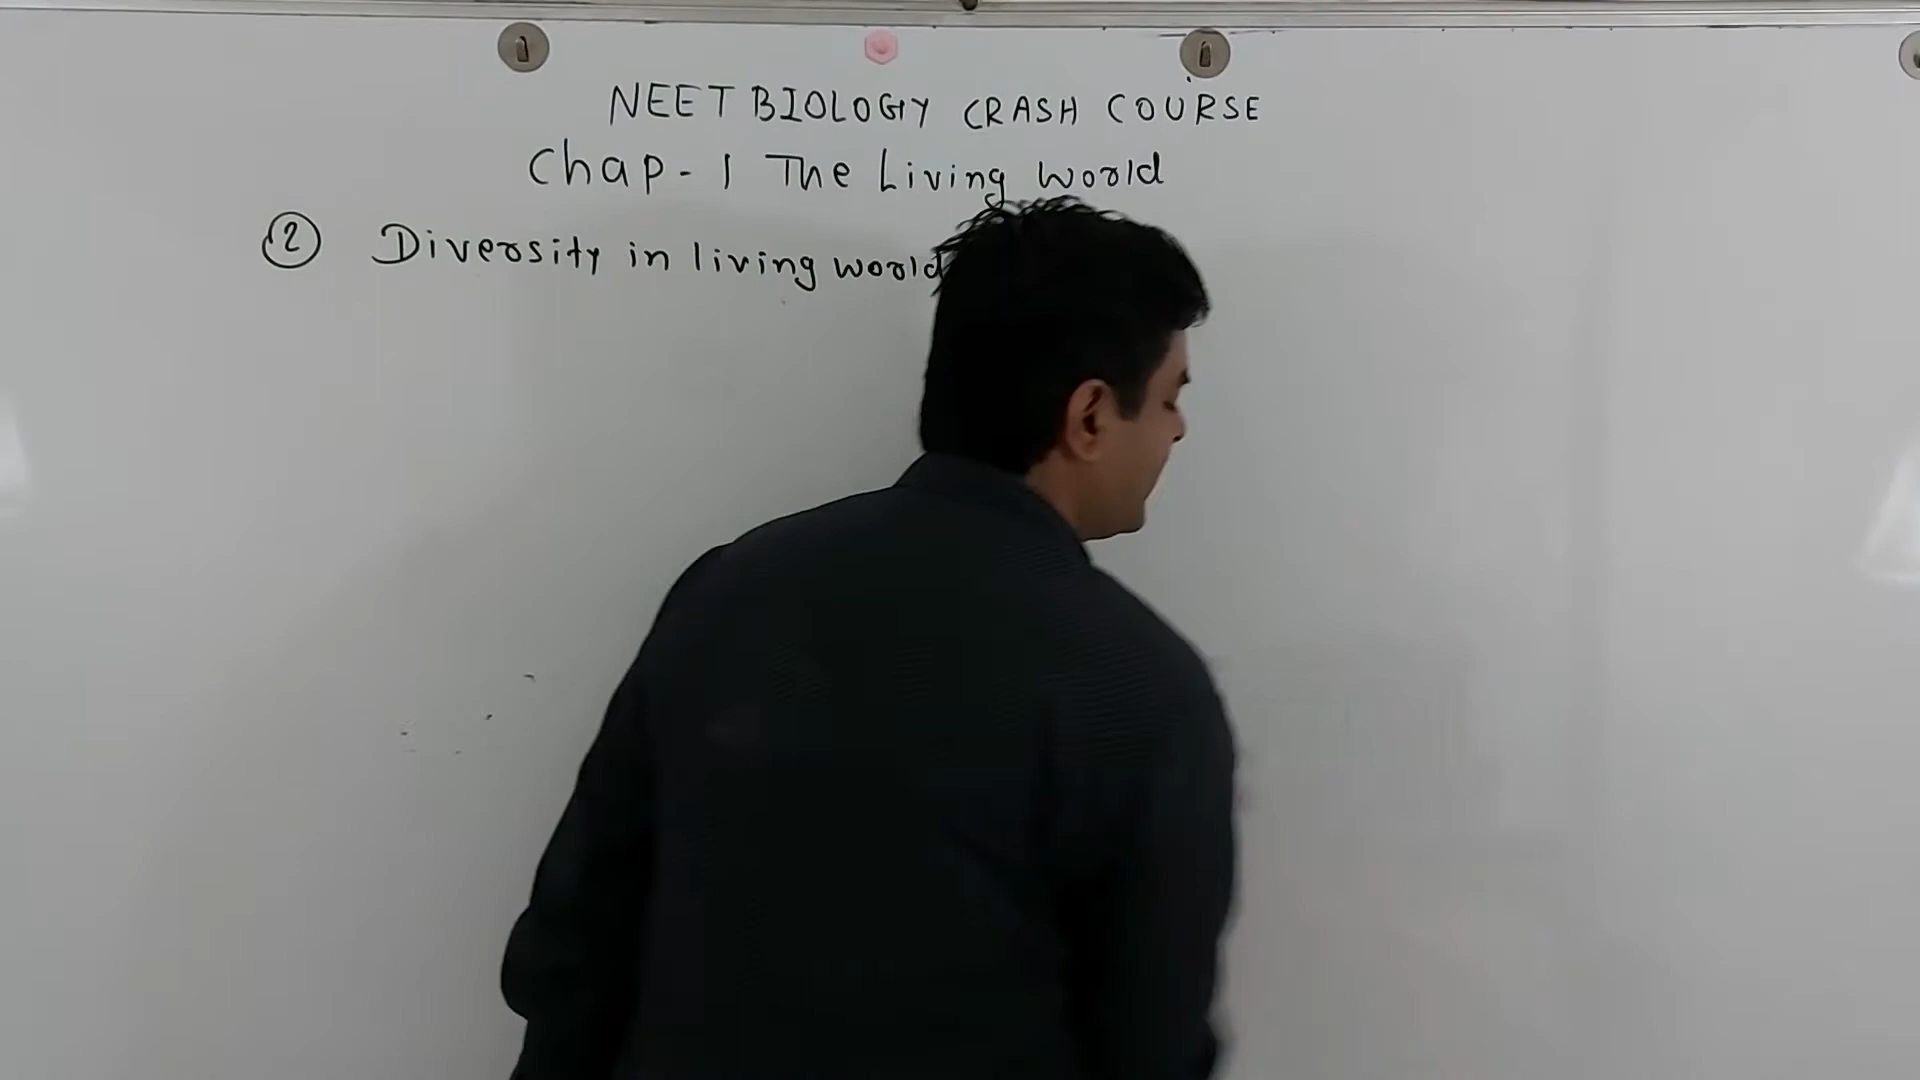 NEET BIOLOGY CRASH COURSE
Chap-1 The Living World
② Diversity in living world